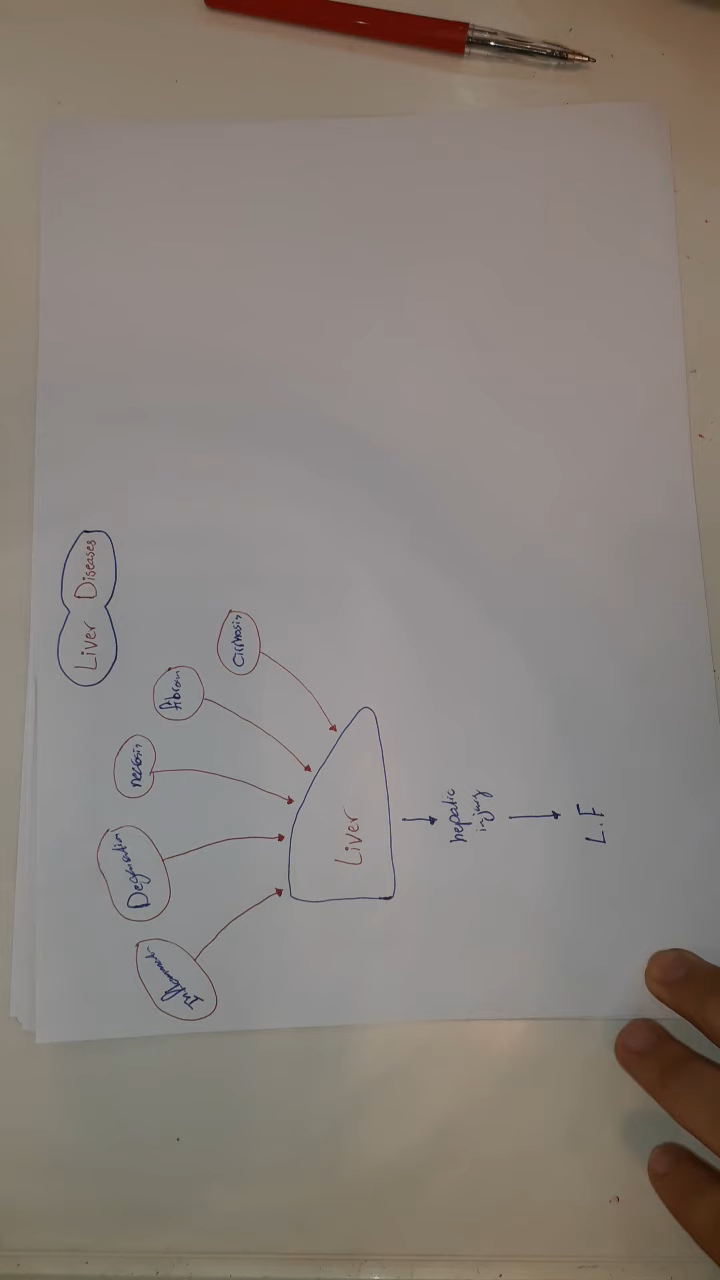 Liver Diseases
Degeneration
necrosis
fibrosis
Cirrhosis
Liver
hepatic
injury
L.F